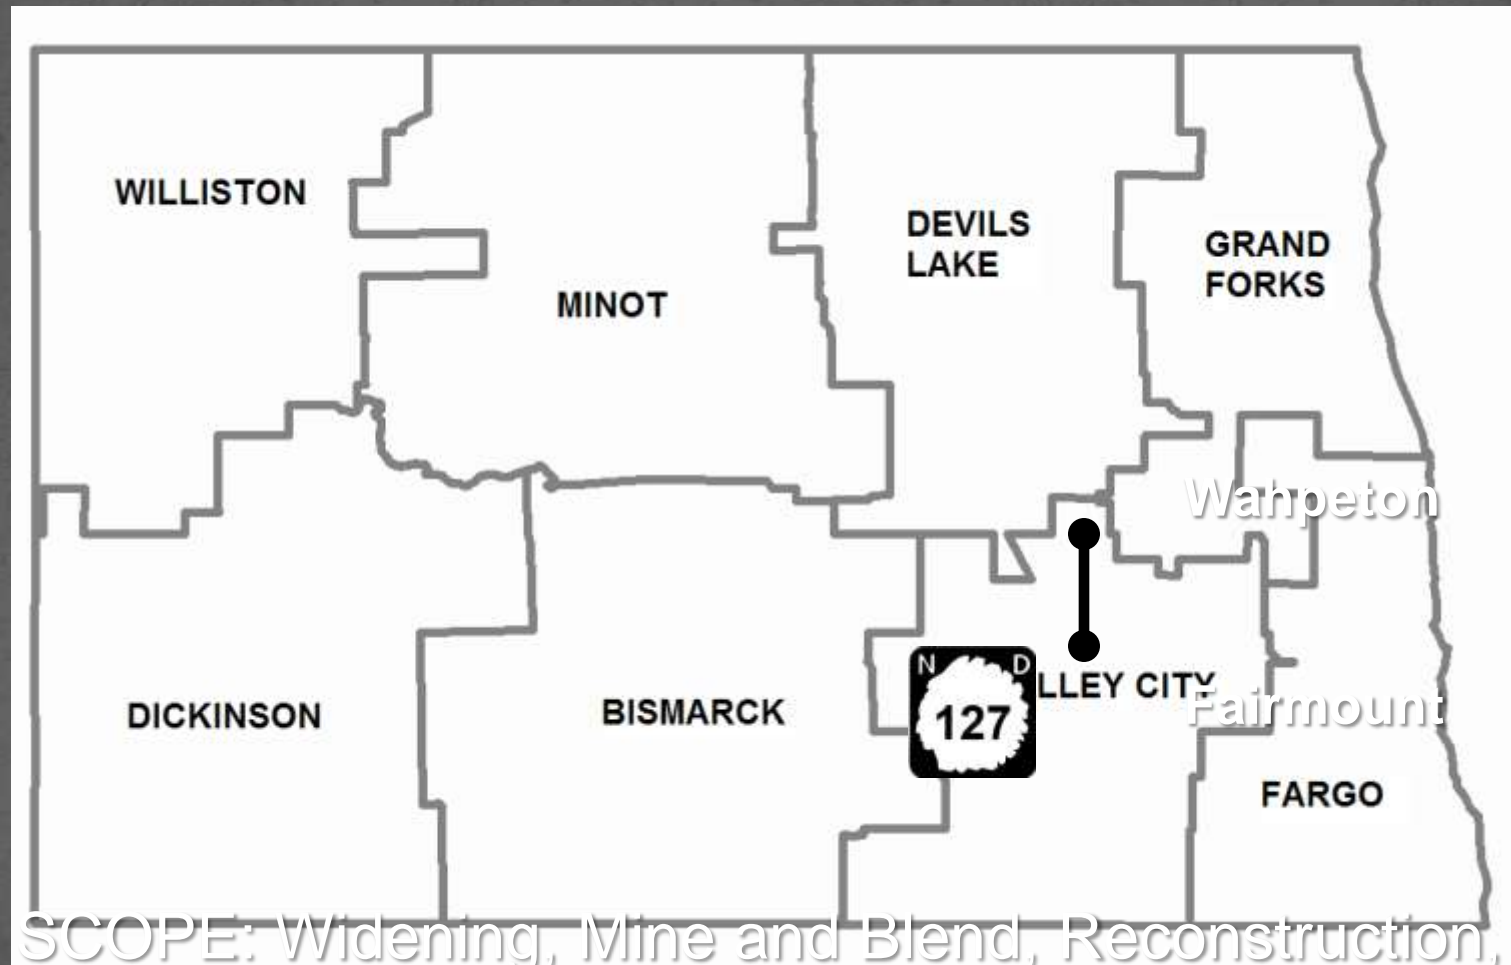 WILLISTON
DEVILS
LAKE
GRAND
FORKS
MINOT
Wahpeton
N D
127
LLEY CITY
Fairmount
DICKINSON
BISMARCK
FARGO
SCOPE: Widening, Mine and Blend, Reconstruction,